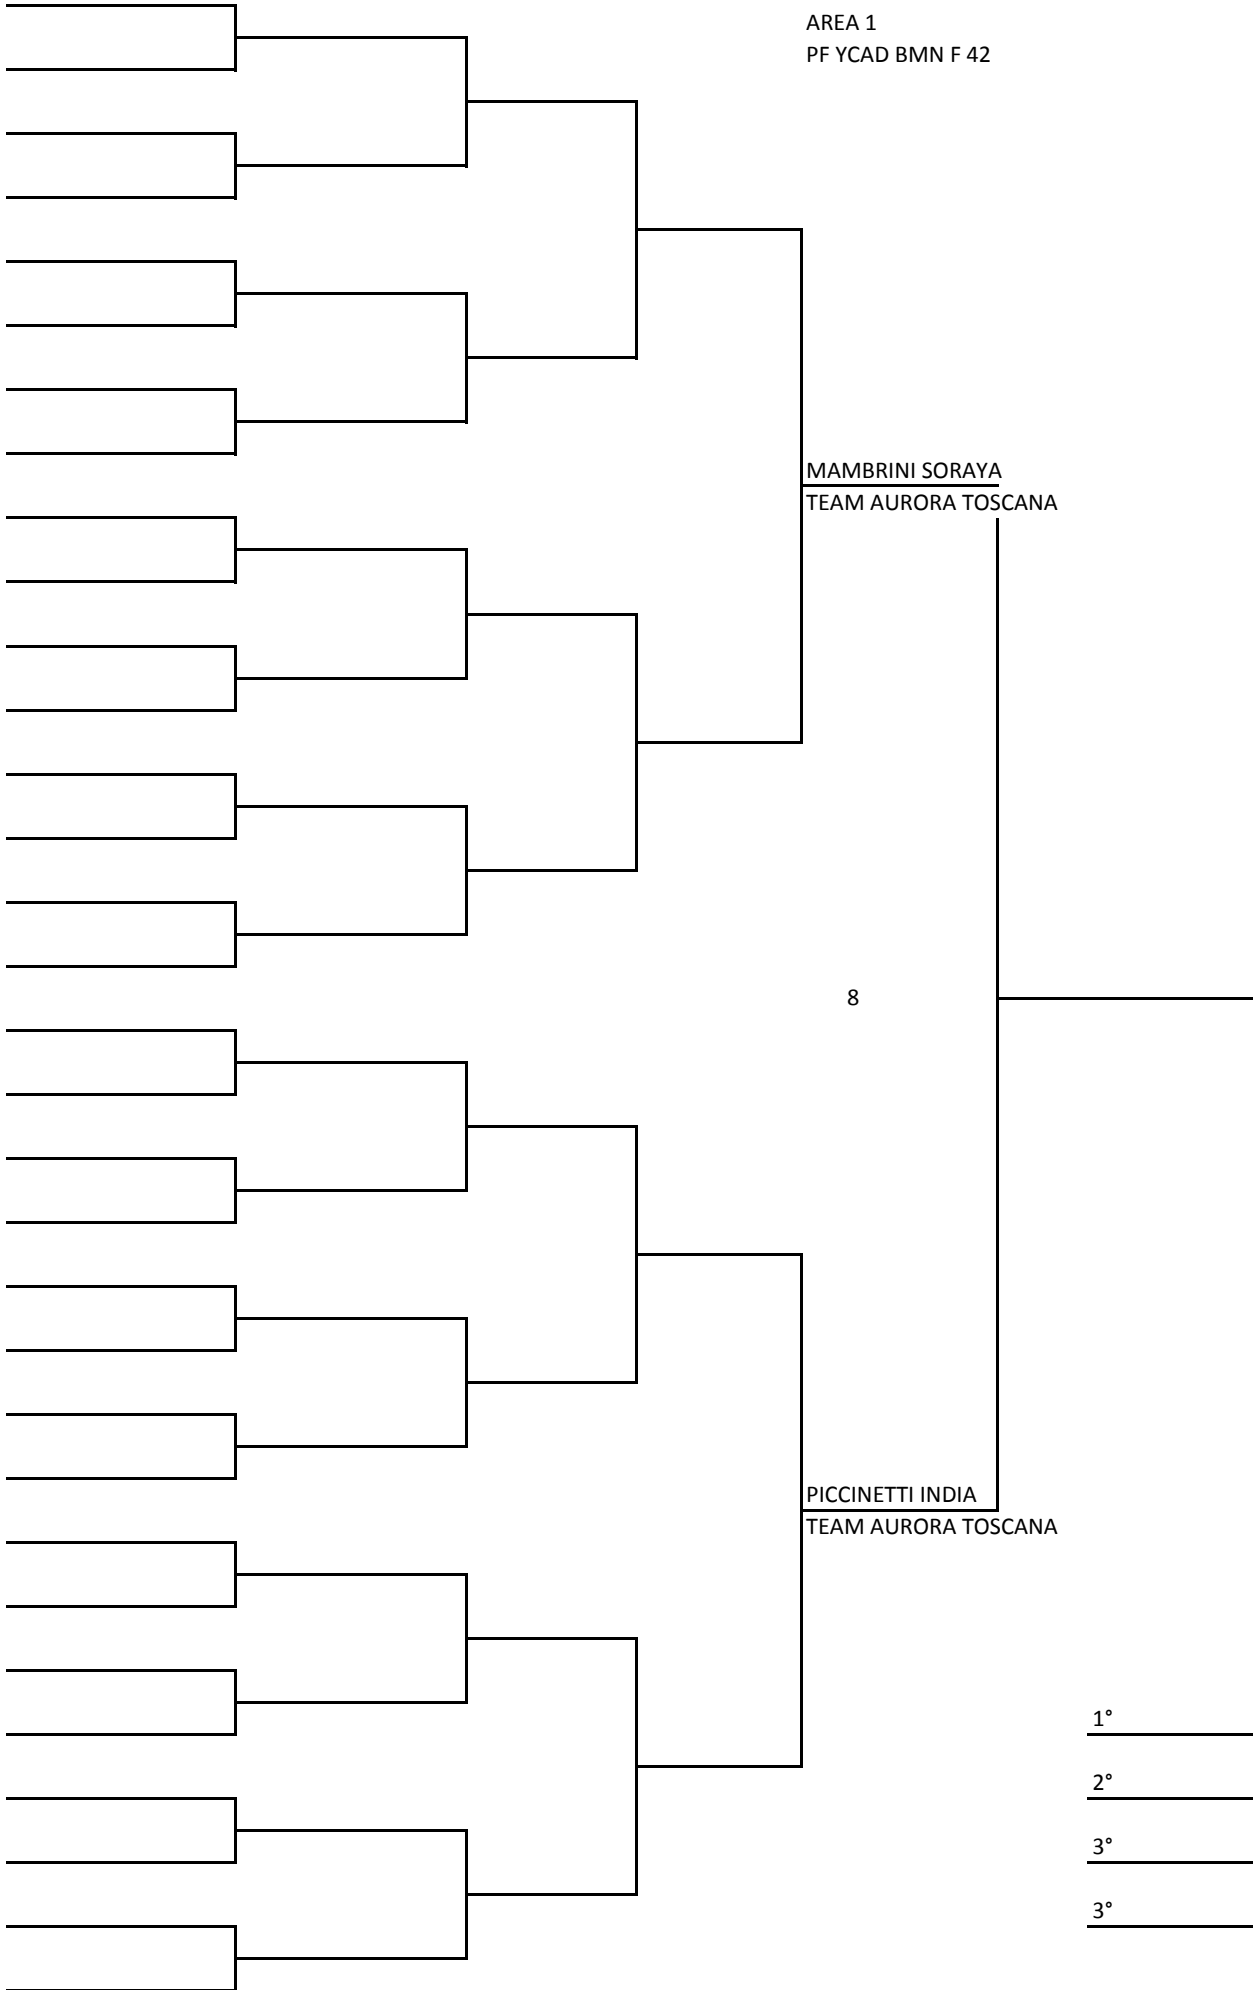 AREA 1
PF YCAD BMN F 42
MAMBRINI SORAYA
TEAM AURORA TOSCANA
8
PICCINETTI INDIA
TEAM AURORA TOSCANA
1°
2°
3°
3°